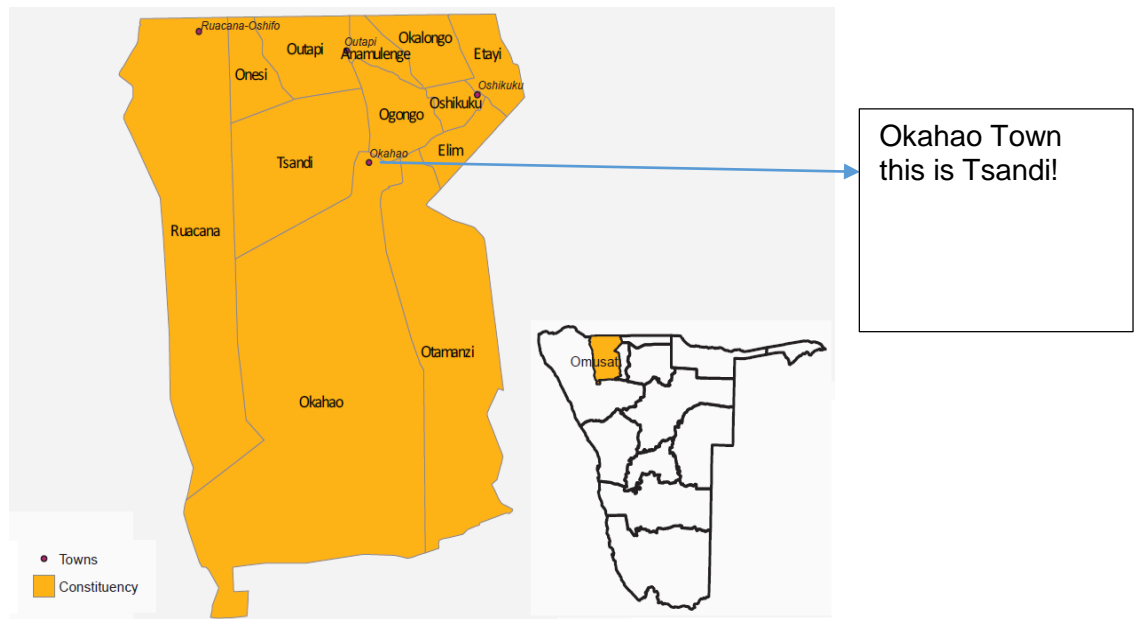 Ruacana-Oshifo
Outapi
Outapi
Okalongo
Anamulenge
Etayi
Onesi
Oshikuku
Oshikuku
Ogongo
Okahao
Elim
Tsandi
Okahao Town
this is Tsandi!
Ruacana
Otamanzi
Okahao
Omusati
Towns
Constituency